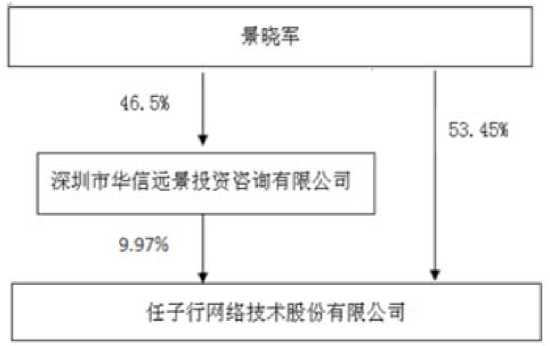 景晓军
46.5%
53.45%
深圳市华信远景投资咨询有限公司
9.97%
任子行网络技术股份有限公司